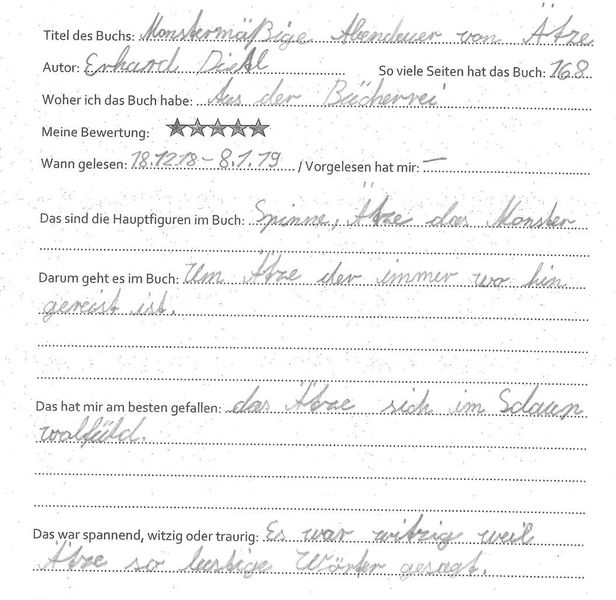 Titel des Buchs: Monstermäßige Abendeuer von Ätze
Autor: Erhard Dietl So viele Seiten hat das Buch: 168
Woher ich das Buch habe: Aus der Bücherrei
Meine Bewertung:
Wann gelesen: 18.12.18 – 8.1.19 / Vorgelesen hat mir: —
Das sind die Hauptfiguren im Buch: Spinne, Ätze das Monster
Darum geht es im Buch: Um Ätze der immer wo hin
gereist ist.
Das hat mir am besten gefallen: das Ätze sich im Schaum
walfüld.
Das war spannend, witzig oder traurig: Es war witzig weil
Ätze so lustige Wörter gesagt.